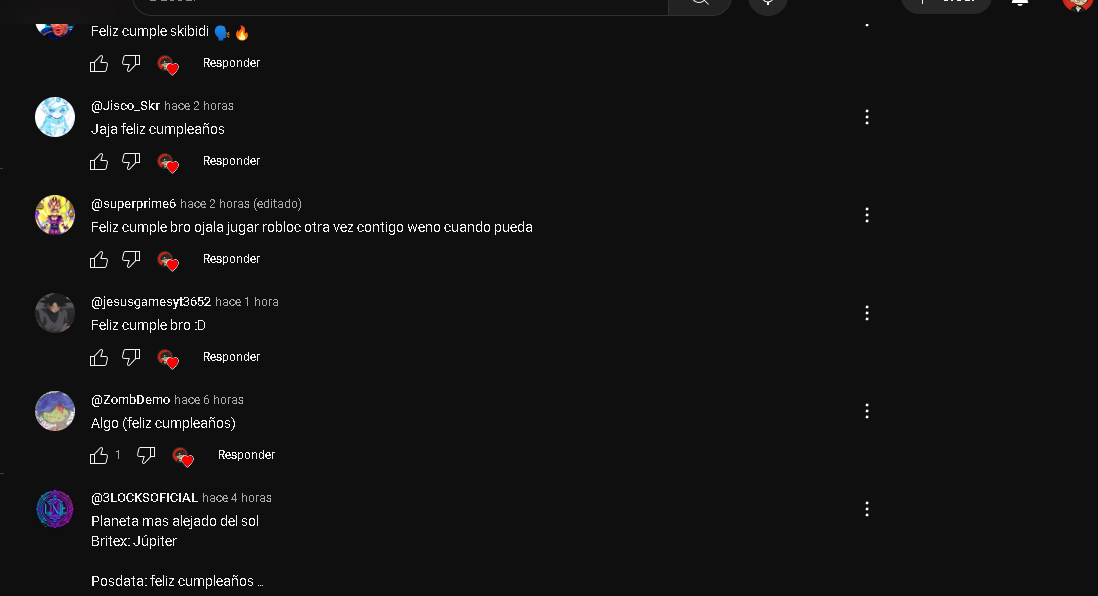 Feliz cumple skibidi 🗣️🔥
Responder
@Jisco_Skr hace 2 horas
Jaja feliz cumpleaños
Responder
@superprime6 hace 2 horas (editado)
Feliz cumple bro ojala jugar robloc otra vez contigo weno cuando pueda
Responder
@jesusgamesyt3652 hace 1 hora
Feliz cumple bro :D
Responder
@ZombDemo hace 6 horas
Algo (feliz cumpleaños)
1 Responder
@3LOCKSOFICIAL hace 4 horas
Planeta mas alejado del sol
Britex: Júpiter
Posdata: feliz cumpleaños ...